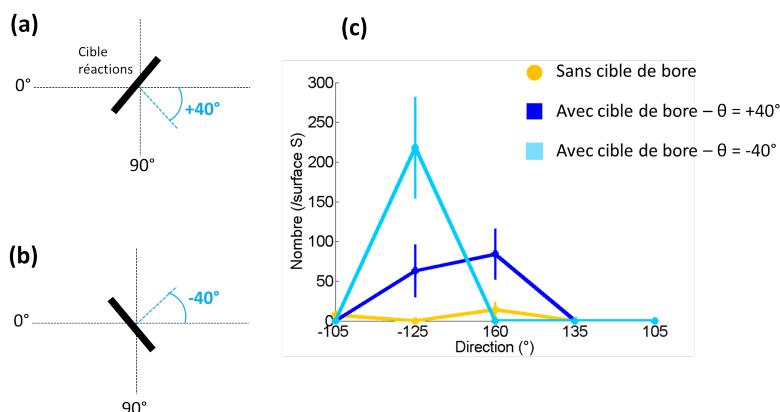 (a)
Cible
réactions
0°
+40°
90°
(b)
-40°
0°
90°
(c)
Sans cible de bore
Avec cible de bore – θ = +40°
Avec cible de bore – θ = -40°
Nombre (/surface S)
300
250
200
150
100
50
0
-105
-125
160
135
105
Direction (°)